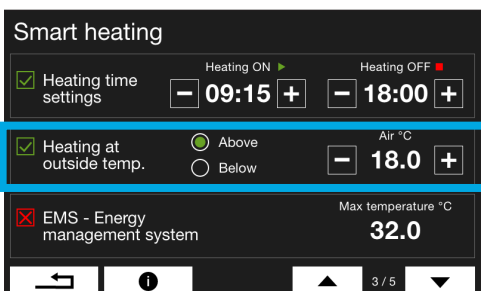 Smart heating
Heating time
settings
Heating ON
09:15
Heating OFF
18:00
Heating at
outside temp.
Above
Below
Air °C
18.0
EMS - Energy
management system
Max temperature °C
32.0
3 / 5